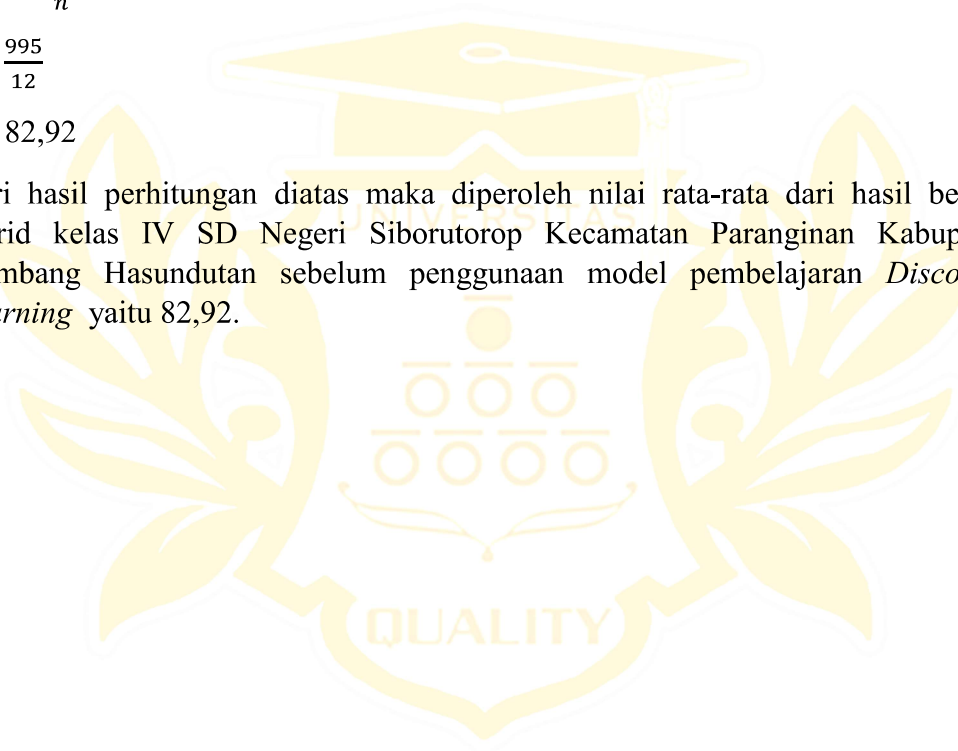 n
995
12
82,92
ri hasil perhitungan diatas maka diperoleh nilai rata-rata dari hasil be
rid kelas IV SD Negeri Siborutorop Kecamatan Paranginan Kabup
mbang Hasundutan sebelum penggunaan model pembelajaran Disco
rning yaitu 82,92.
UNIVERSITAS
QUALITY